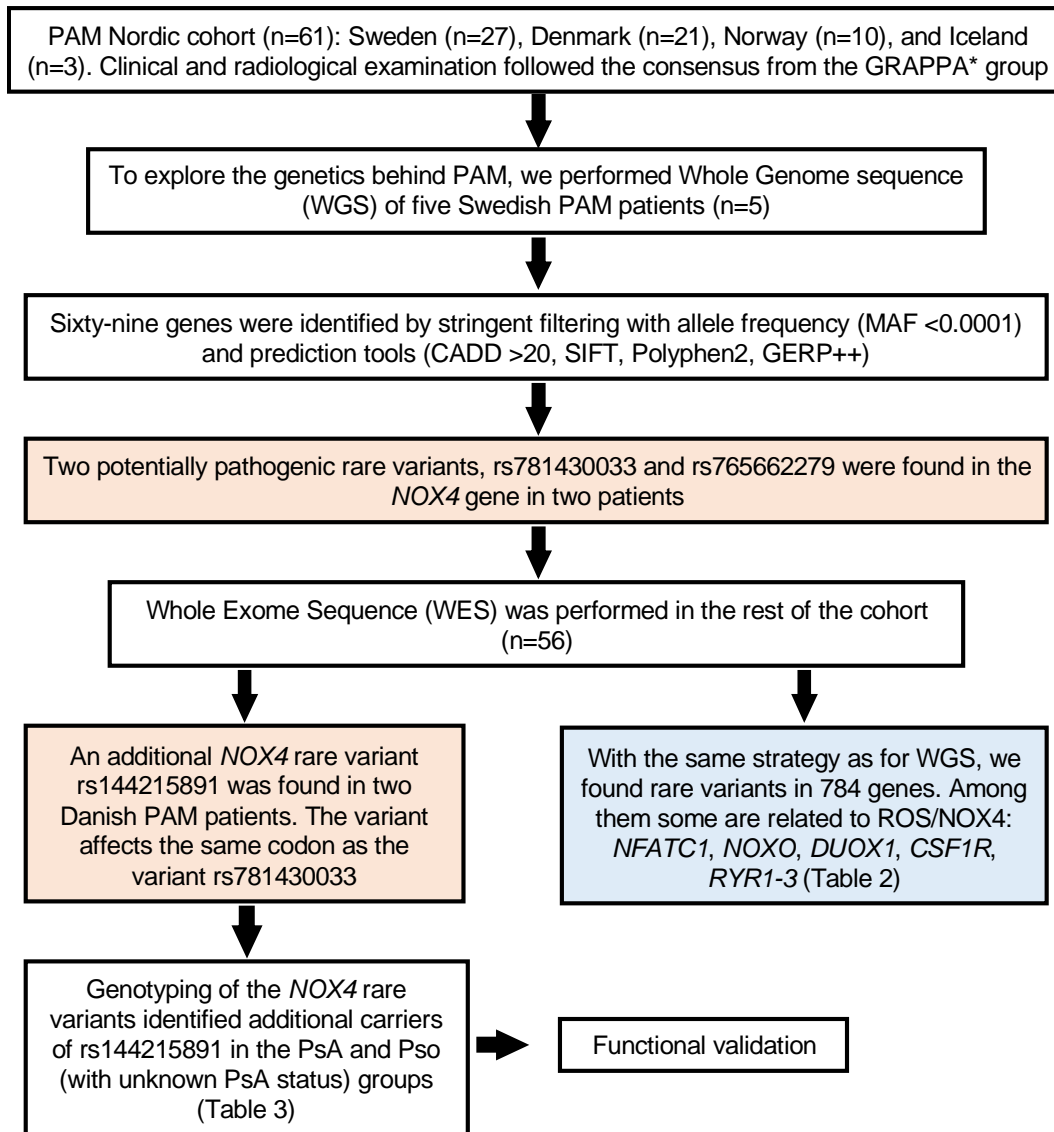 PAM Nordic cohort (n=61): Sweden (n=27), Denmark (n=21), Norway (n=10), and Iceland
(n=3). Clinical and radiological examination followed the consensus from the GRAPPA* group
To explore the genetics behind PAM, we performed Whole Genome sequence
(WGS) of five Swedish PAM patients (n=5)
Sixty-nine genes were identified by stringent filtering with allele frequency (MAF <0.0001)
and prediction tools (CADD >20, SIFT, Polyphen2, GERP++)
Two potentially pathogenic rare variants, rs781430033 and rs765662279 were found in the
NOX4 gene in two patients
Whole Exome Sequence (WES) was performed in the rest of the cohort
(n=56)
An additional NOX4 rare variant
rs144215891 was found in two
Danish PAM patients. The variant
affects the same codon as the
variant rs781430033
With the same strategy as for WGS, we
found rare variants in 784 genes. Among
them some are related to ROS/NOX4:
NFATC1, NOXO, DUOX1, CSF1R,
RYR1-3 (Table 2)
Genotyping of the NOX4 rare
variants identified additional carriers
of rs144215891 in the PsA and Pso
(with unknown PsA status) groups
(Table 3)
Functional validation